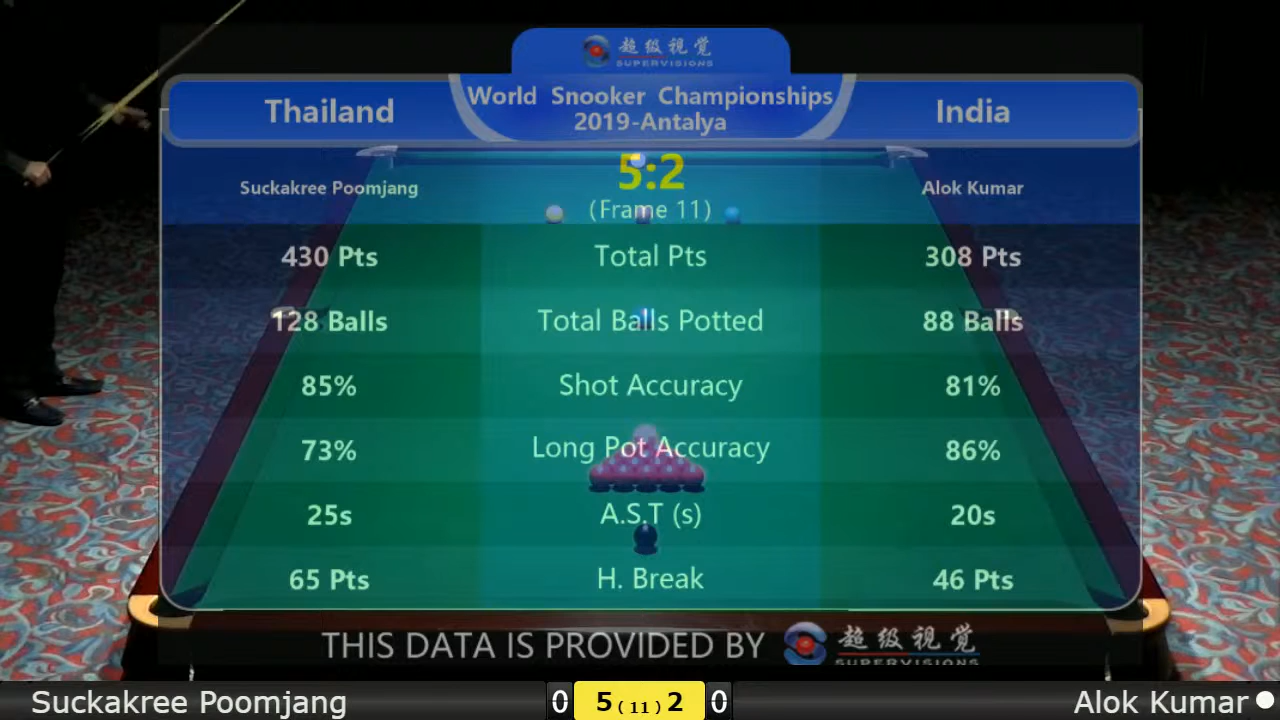 超级视觉
SUPERVISIONS
Thailand
World Snooker Championships
2019-Antalya
India
Suckakree Poomjang
5:2
Alok Kumar
(Frame 11)
430 Pts Total Pts 308 Pts
128 Balls Total Balls Potted 88 Balls
85% Shot Accuracy 81%
73% Long Pot Accuracy 86%
25s A.S.T (s) 20s
65 Pts H. Break 46 Pts
THIS DATA IS PROVIDED BY 超级视觉
SUPERVISIONS
Suckakree Poomjang 0 5 (11) 2 0 Alok Kumar